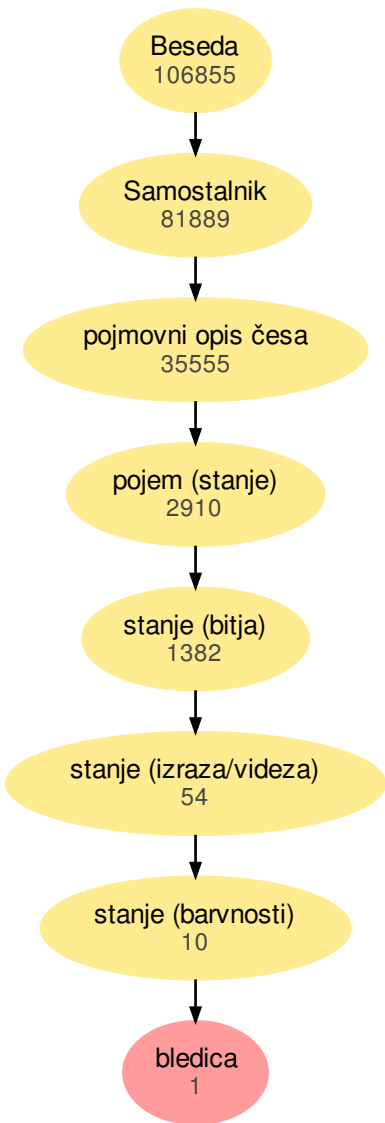 Beseda
106855
Samostalnik
81889
pojmovni opis česa
35555
pojem (stanje)
2910
stanje (bitja)
1382
stanje (izraza/videza)
54
stanje (barvnosti)
10
bledica
1